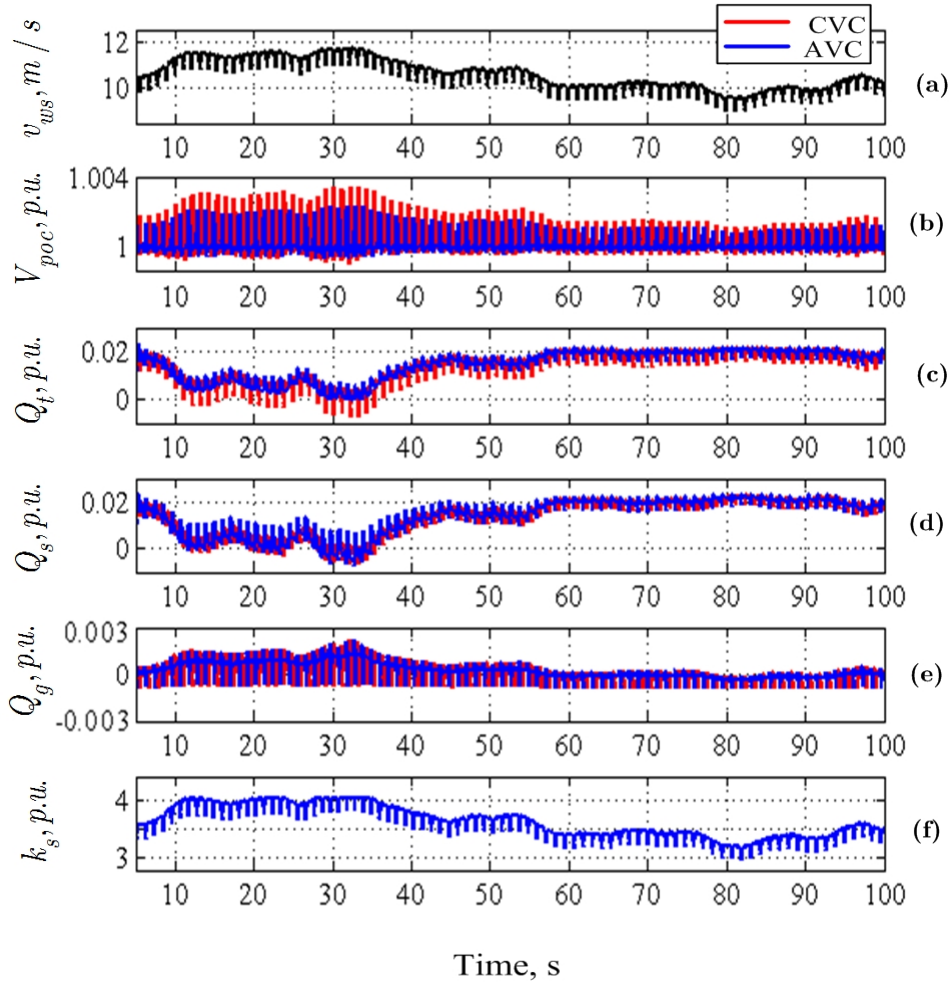 CVC
AVC
v_ws, m / s
12
10
(a)
10 20 30 40 50 60 70 80 90 100
V_poc, p.u.
1.004
1
(b)
10 20 30 40 50 60 70 80 90 100
Q_t, p.u.
0.02
0
(c)
10 20 30 40 50 60 70 80 90 100
Q_s, p.u.
0.02
0
(d)
10 20 30 40 50 60 70 80 90 100
Q_g, p.u.
0.003
0
-0.003
(e)
10 20 30 40 50 60 70 80 90 100
k_s, p.u.
4
3
(f)
10 20 30 40 50 60 70 80 90 100
Time, s